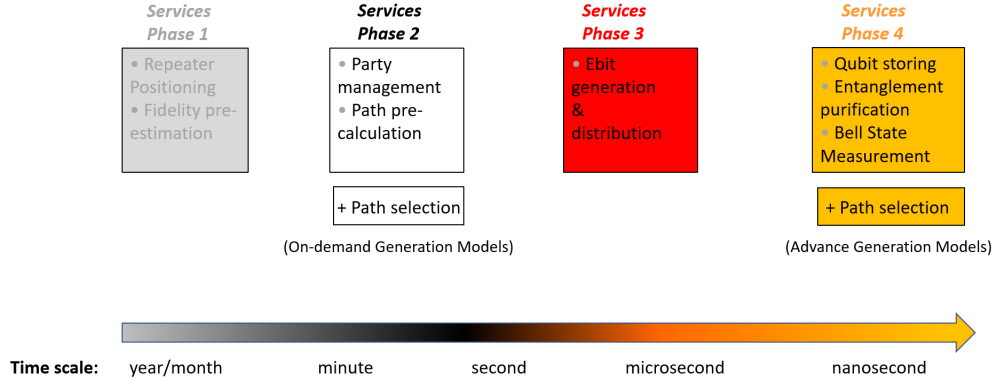 Services
Phase 1
Services
Phase 2
Services
Phase 3
Services
Phase 4
• Repeater
Positioning
• Fidelity pre-
estimation
• Party
management
• Path pre-
calculation
• Ebit
generation
&
distribution
• Qubit storing
• Entanglement
purification
• Bell State
Measurement
+ Path selection
+ Path selection
(On-demand Generation Models)
(Advance Generation Models)
Time scale: year/month minute second microsecond nanosecond